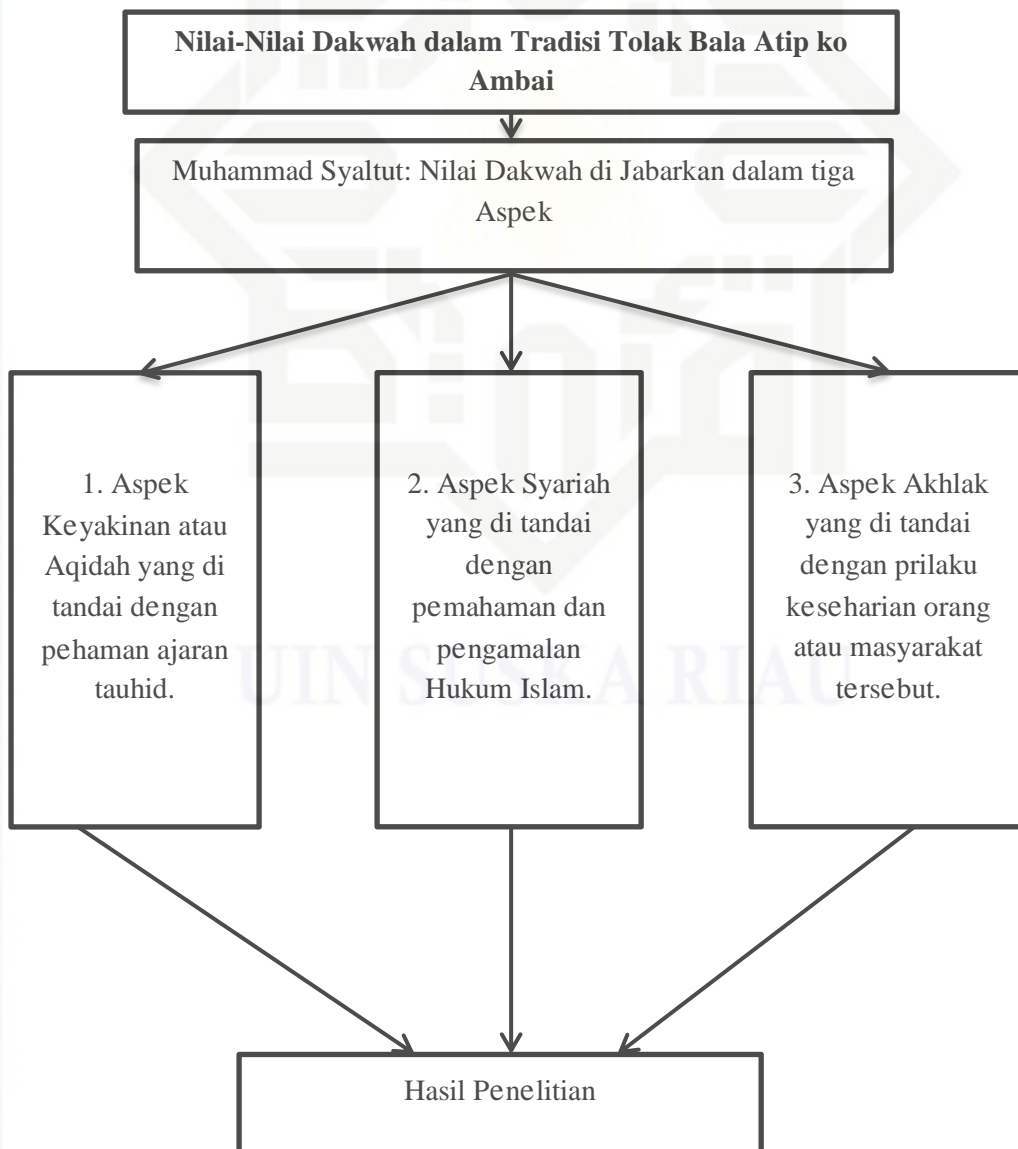 Nilai-Nilai Dakwah dalam Tradisi Tolak Bala Atip ko
Ambai
Muhammad Syaltut: Nilai Dakwah di Jabarkan dalam tiga
Aspek
1. Aspek
Keyakinan atau
Aqidah yang di
tandai dengan
pehaman ajaran
tauhid.
2. Aspek Syariah
yang di tandai
dengan
pemahaman dan
pengamalan
Hukum Islam.
3. Aspek Akhlak
yang di tandai
dengan prilaku
keseharian orang
atau masyarakat
tersebut.
UIN SUSKA RIAU
Hasil Penelitian